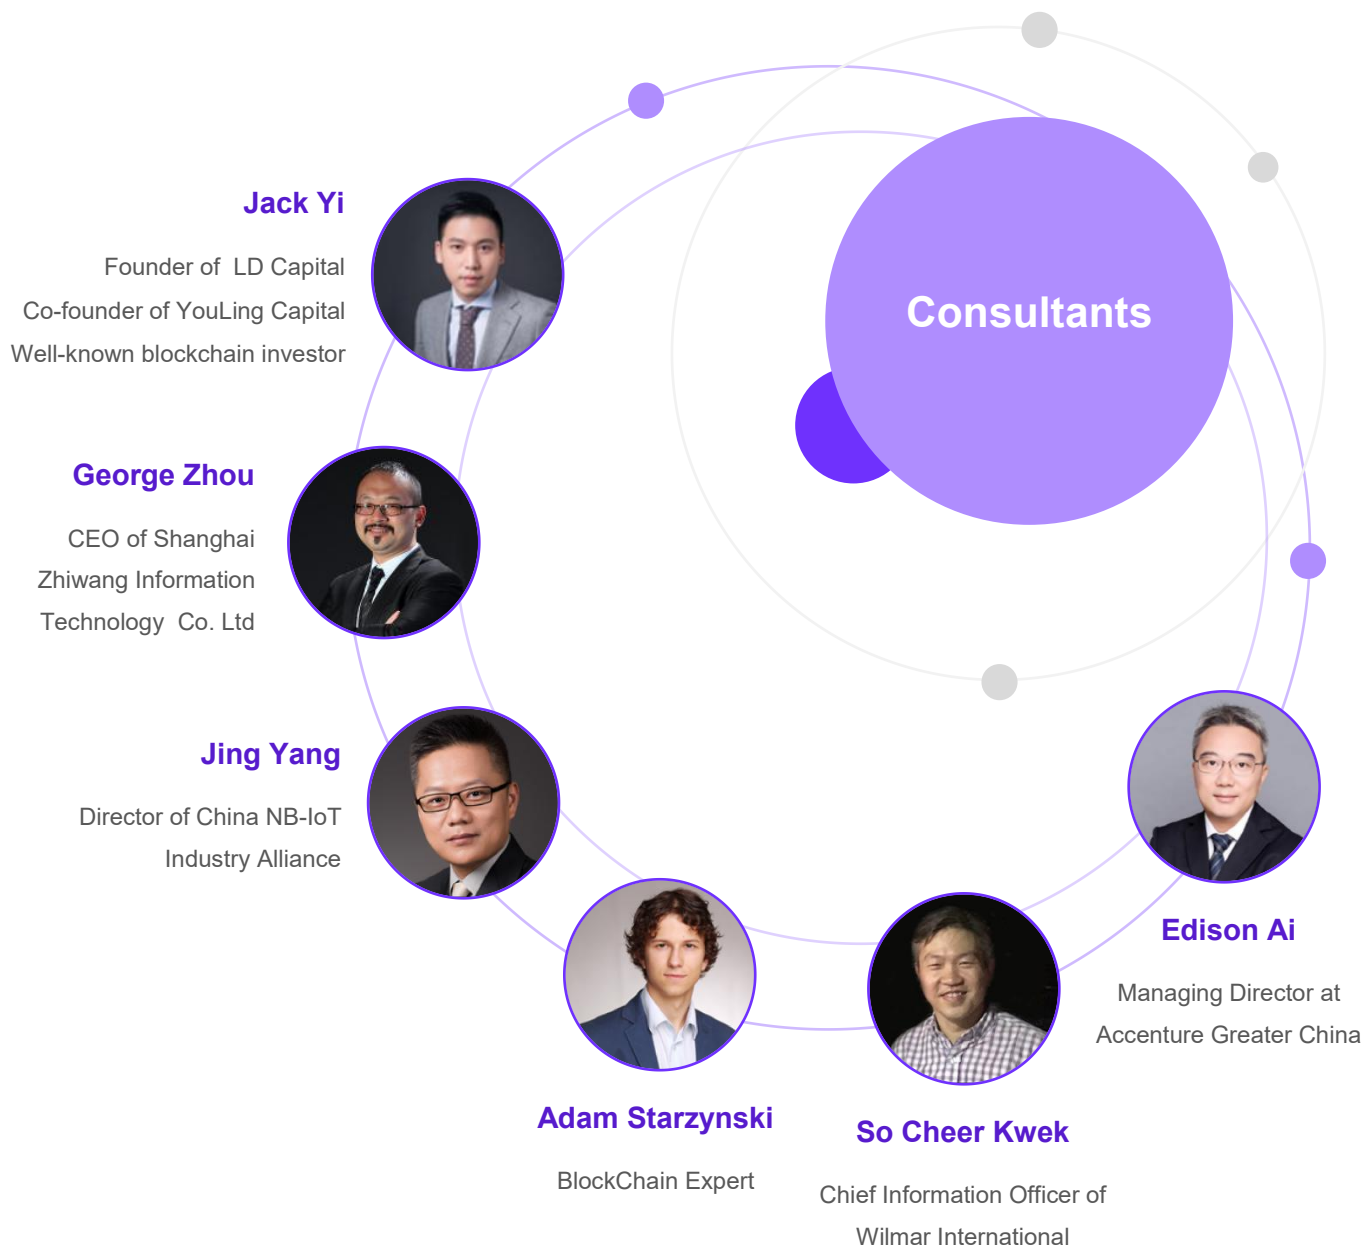 Consultants
Jack Yi
Founder of  LD Capital
Co-founder of YouLing Capital
Well-known blockchain investor
George Zhou
CEO of Shanghai
Zhiwang Information
Technology  Co. Ltd
Jing Yang
Director of China NB-IoT
Industry Alliance
Adam Starzynski
BlockChain Expert
So Cheer Kwek
Chief Information Officer of
Wilmar International
Edison Ai
Managing Director at
Accenture Greater China